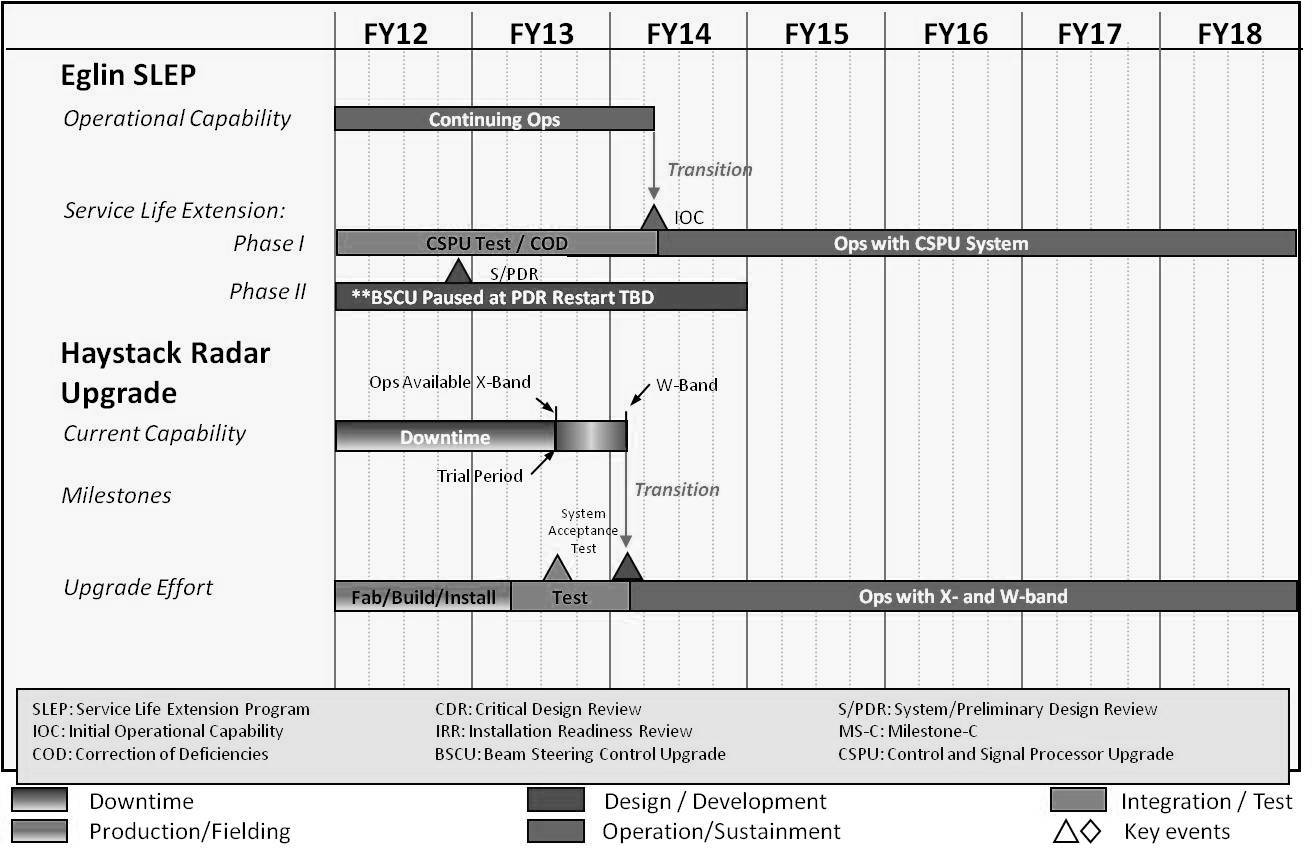 FY12 FY13 FY14 FY15 FY16 FY17 FY18
Eglin SLEP
Operational Capability
Continuing Ops
Transition
Service Life Extension:
IOC
Phase I
CSPU Test / COD
Ops with CSPU System
S/PDR
Phase II
**BSCU Paused at PDR Restart TBD
Haystack Radar
Upgrade
Ops Available X-Band
W-Band
Current Capability
Downtime
Trial Period
Milestones
Transition
System
Acceptance
Test
Upgrade Effort
Fab/Build/Install
Test
Ops with X- and W-band
SLEP: Service Life Extension Program
IOC: Initial Operational Capability
COD: Correction of Deficiencies
CDR: Critical Design Review
IRR: Installation Readiness Review
BSCU: Beam Steering Control Upgrade
S/PDR: System/Preliminary Design Review
MS-C: Milestone-C
CSPU: Control and Signal Processor Upgrade
Downtime
Production/Fielding
Design / Development
Operation/Sustainment
Integration / Test
Key events